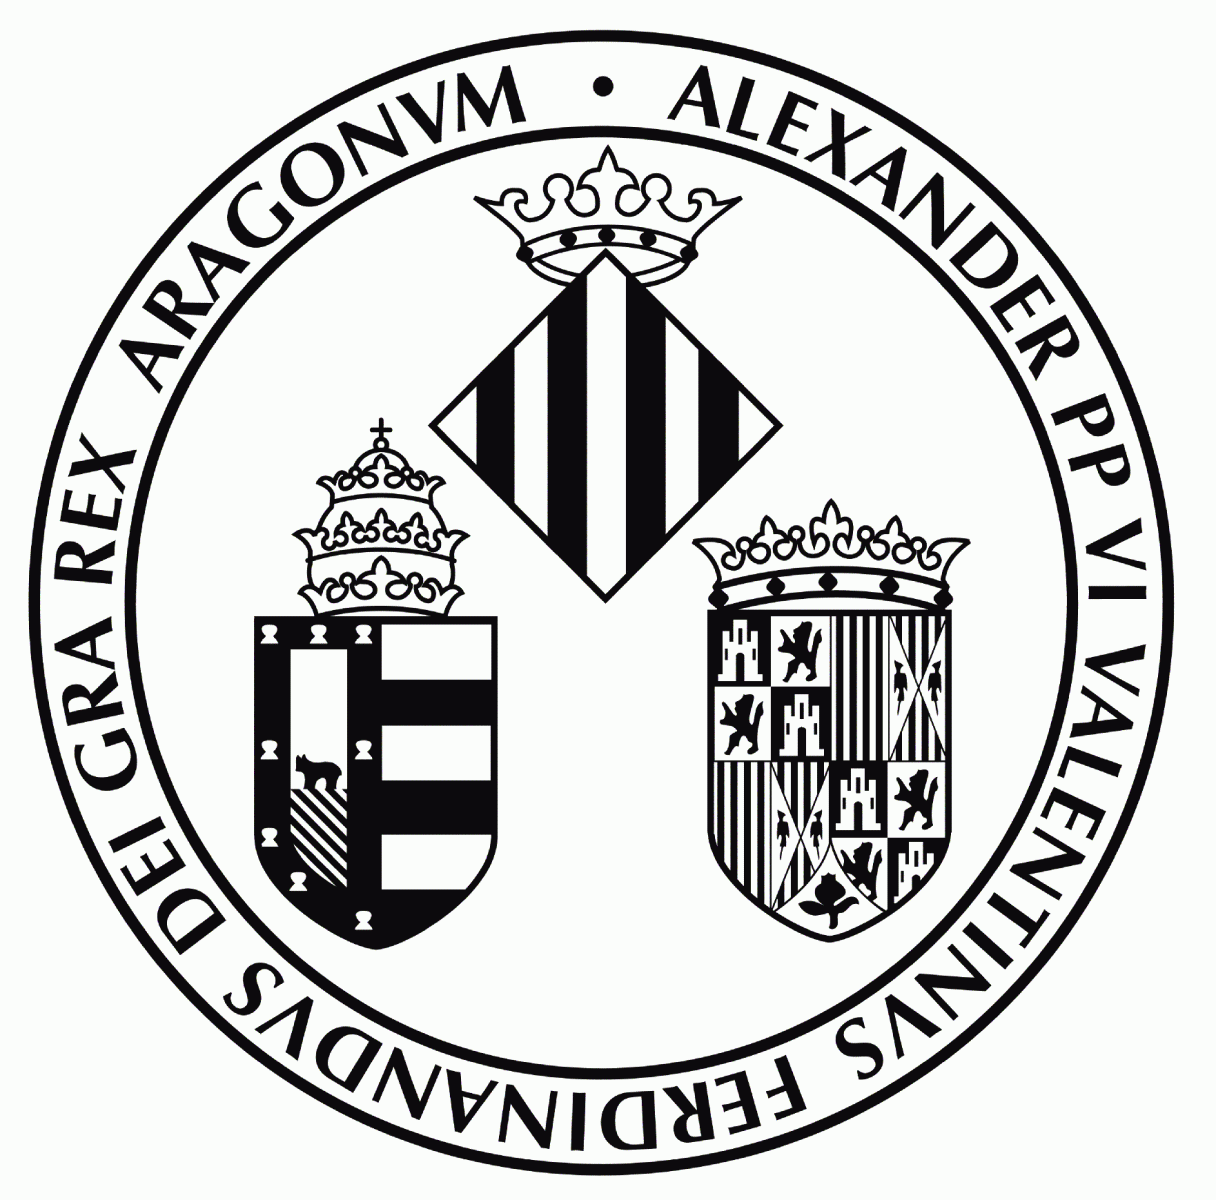 ALEXANDER PP VI VALENTINVS FERDINANDVS DEI GRA REX ARAGONVM •